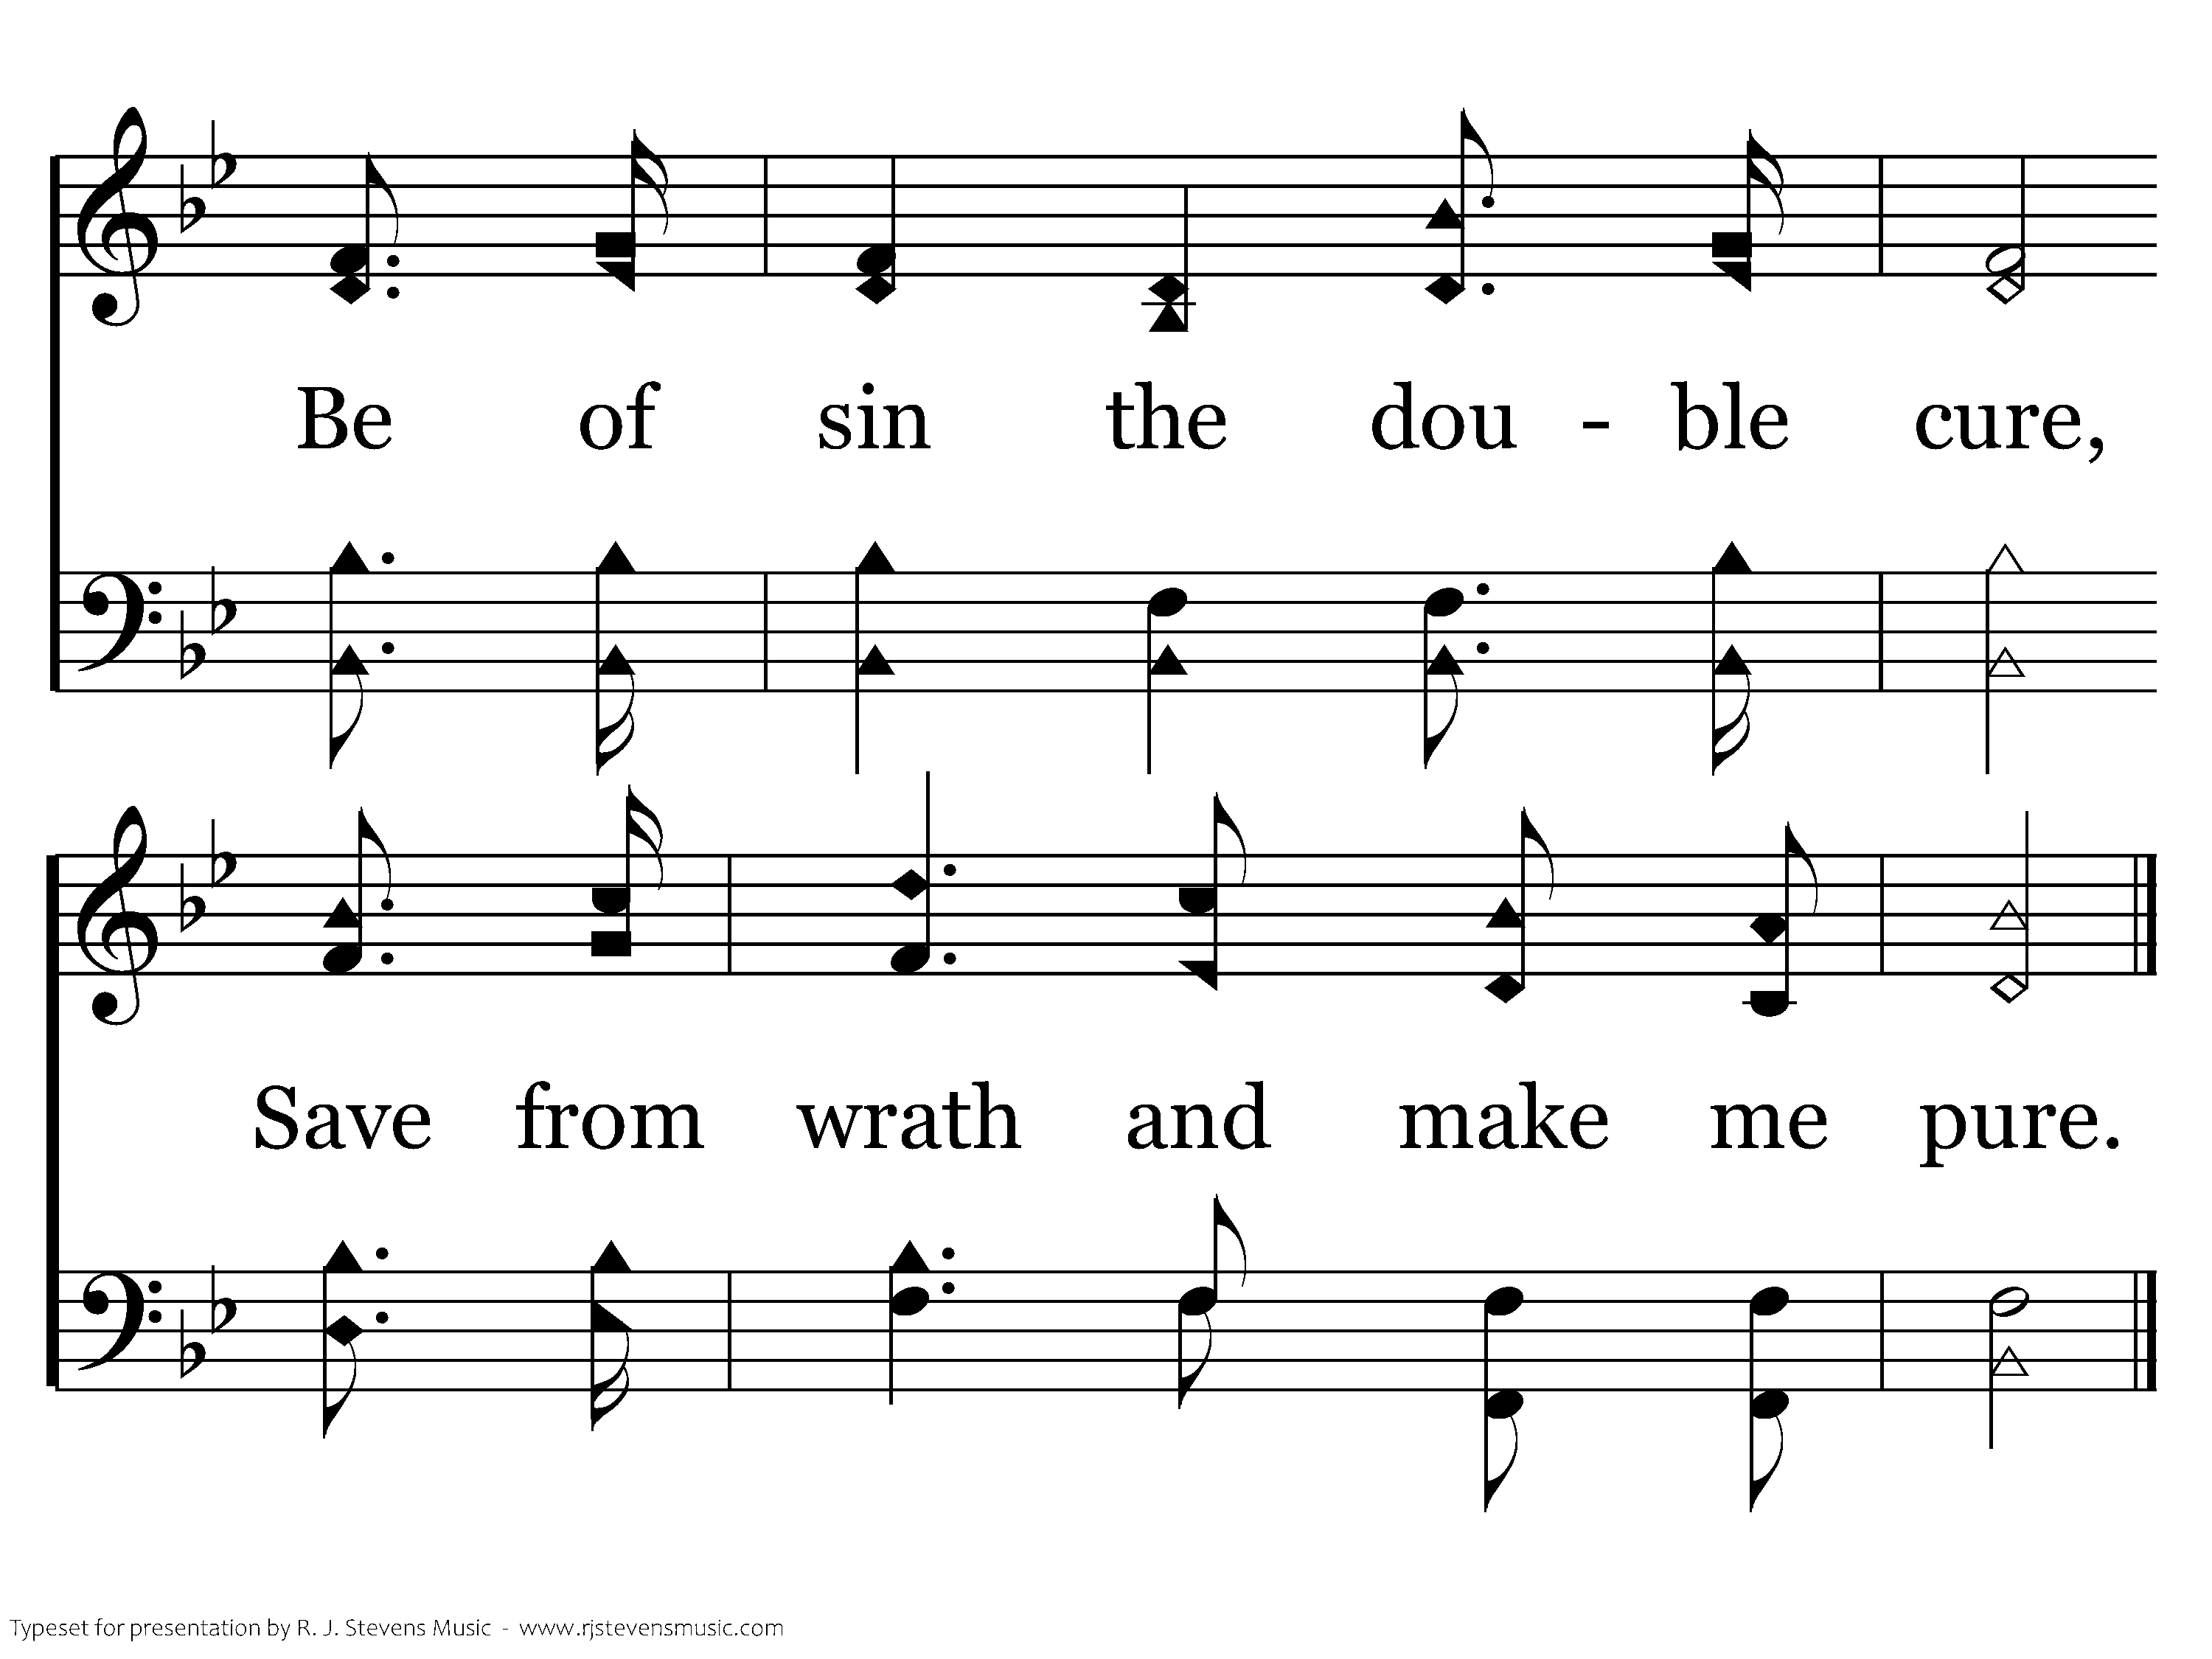 Be of sin the dou - ble cure,
Save from wrath and make me pure.
Typeset for presentation by R. J. Stevens Music - www.rjstevensmusic.com